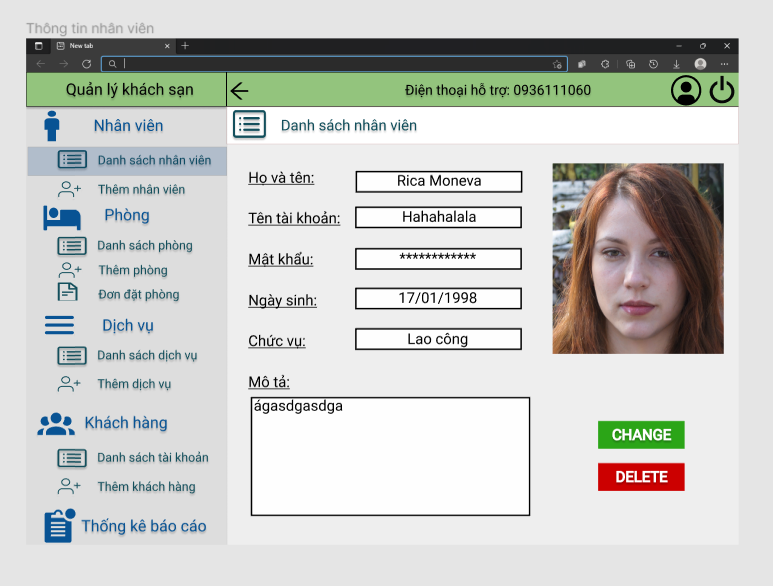 Thông tin nhân viên
New tab
Quản lý khách sạn
Điện thoại hỗ trợ: 0936111060
Nhân viên
Danh sách nhân viên
Thêm nhân viên
Phòng
Danh sách phòng
Thêm phòng
Đơn đặt phòng
Dịch vụ
Danh sách dịch vụ
Thêm dịch vụ
Khách hàng
Danh sách tài khoản
Thêm khách hàng
Thống kê báo cáo
Danh sách nhân viên
Họ và tên: Rica Moneva
Tên tài khoản: Hahahalala
Mật khẩu: ************
Ngày sinh: 17/01/1998
Chức vụ: Lao công
Mô tả:
ágasdgasdga
CHANGE
DELETE